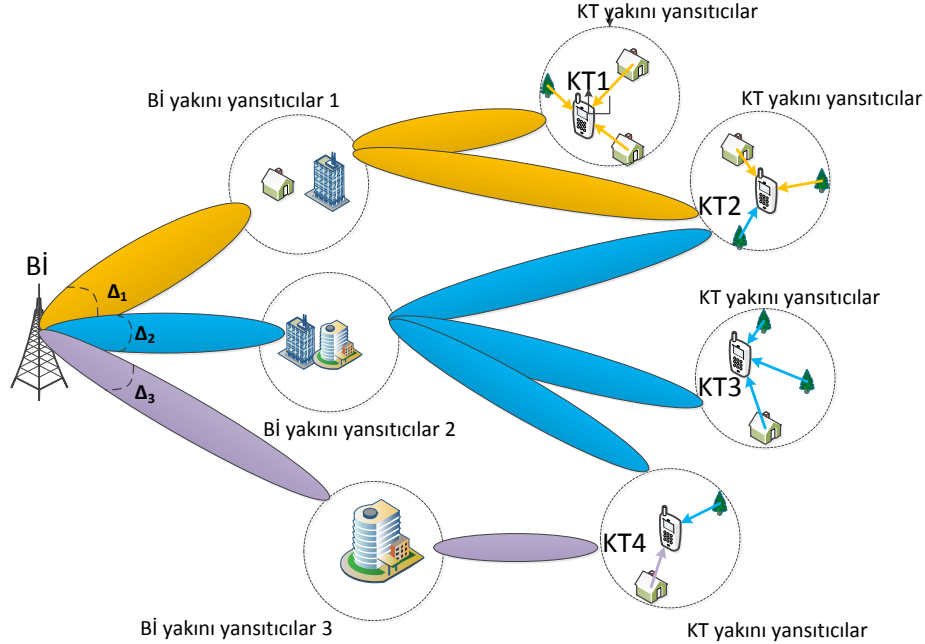 KT yakını yansıtıcılar
KT1
Bİ yakını yansıtıcılar 1
KT yakını yansıtıcılar
KT2
Bİ
Δ1
Δ2
Δ3
KT yakını yansıtıcılar
KT3
Bİ yakını yansıtıcılar 2
KT4
Bİ yakını yansıtıcılar 3
KT yakını yansıtıcılar